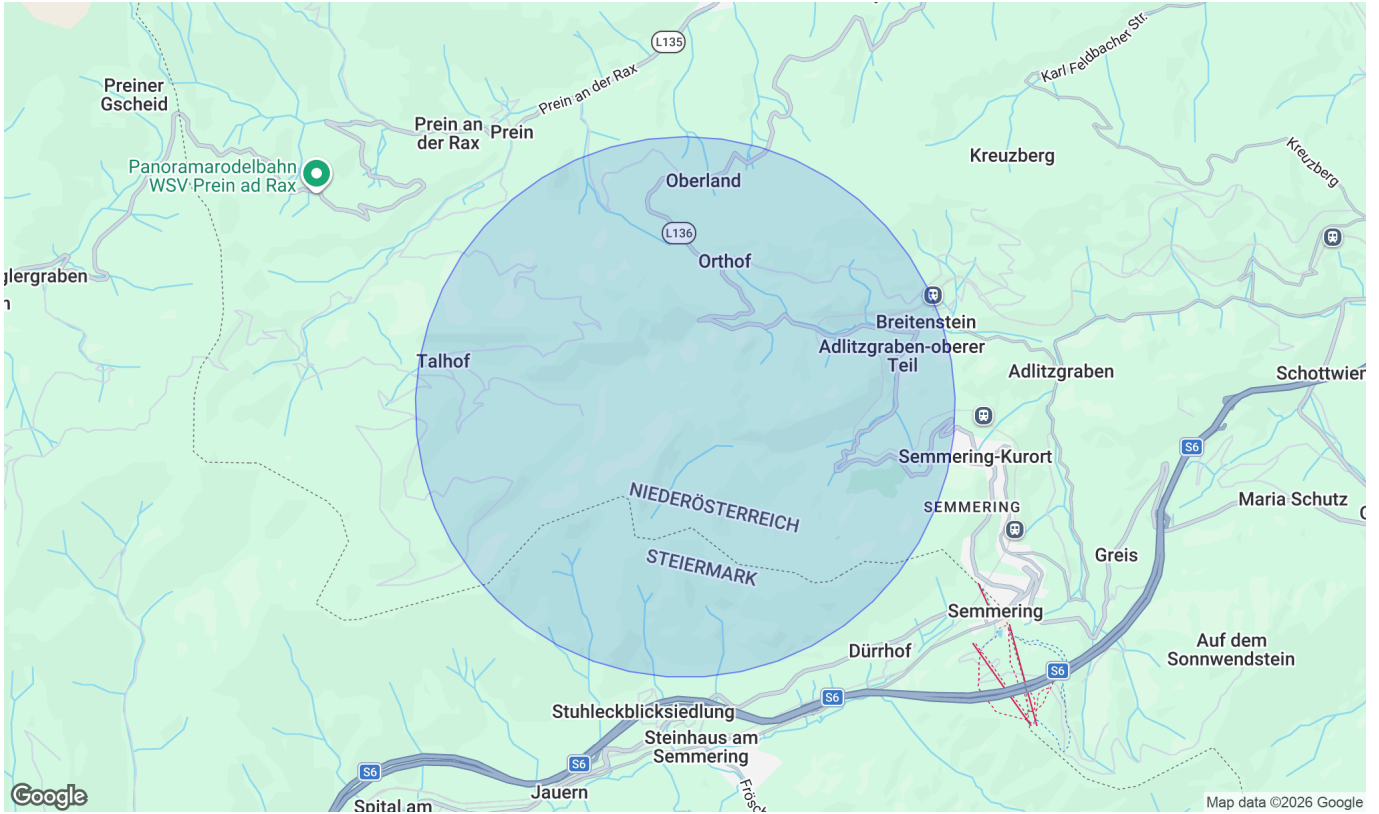 L135
Karl Feldbacher Str.
Preiner
Gscheid
Prein an der Rax
Prein an
der Rax
Prein
Kreuzberg
Kreuzberg
Panoramarodelbahn
WSV Prein ad Rax
Oberland
L136
Orthof
glergraben
Breitenstein
Adlitzgraben-oberer
Teil
Talhof
Adlitzgraben
Schottwien
S6
Semmering-Kurort
NIEDERÖSTERREICH
SEMMERING
Maria Schutz
STEIERMARK
Greis
Semmering
Dürrhof
Auf dem
Sonnwendstein
S6
S6
Stuhleckblicksiedlung
Steinhaus am
Semmering
S6
S6
Jauern
Frösch
Spital am
Google
Map data ©2026 Google